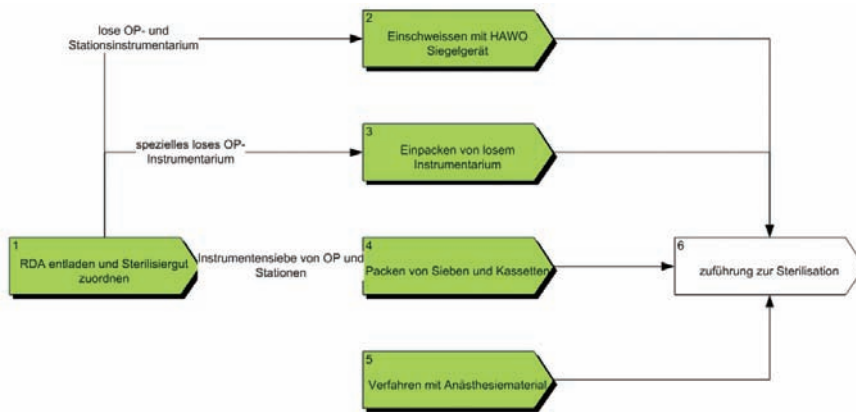 lose OP- und
Stationsinstrumentarium
2
Einschweissen mit HAWO
Siegelgerät
spezielles loses OP-
Instrumentarium
3
Einpacken von losem
Instrumentarium
1
RDA entladen und Sterilisiergut
zuordnen
Instrumentensiebe von OP und
Stationen
4
Packen von Sieben und Kassetten
6
zuführung zur Sterilisation
5
Verfahren mit Anästhesiematerial